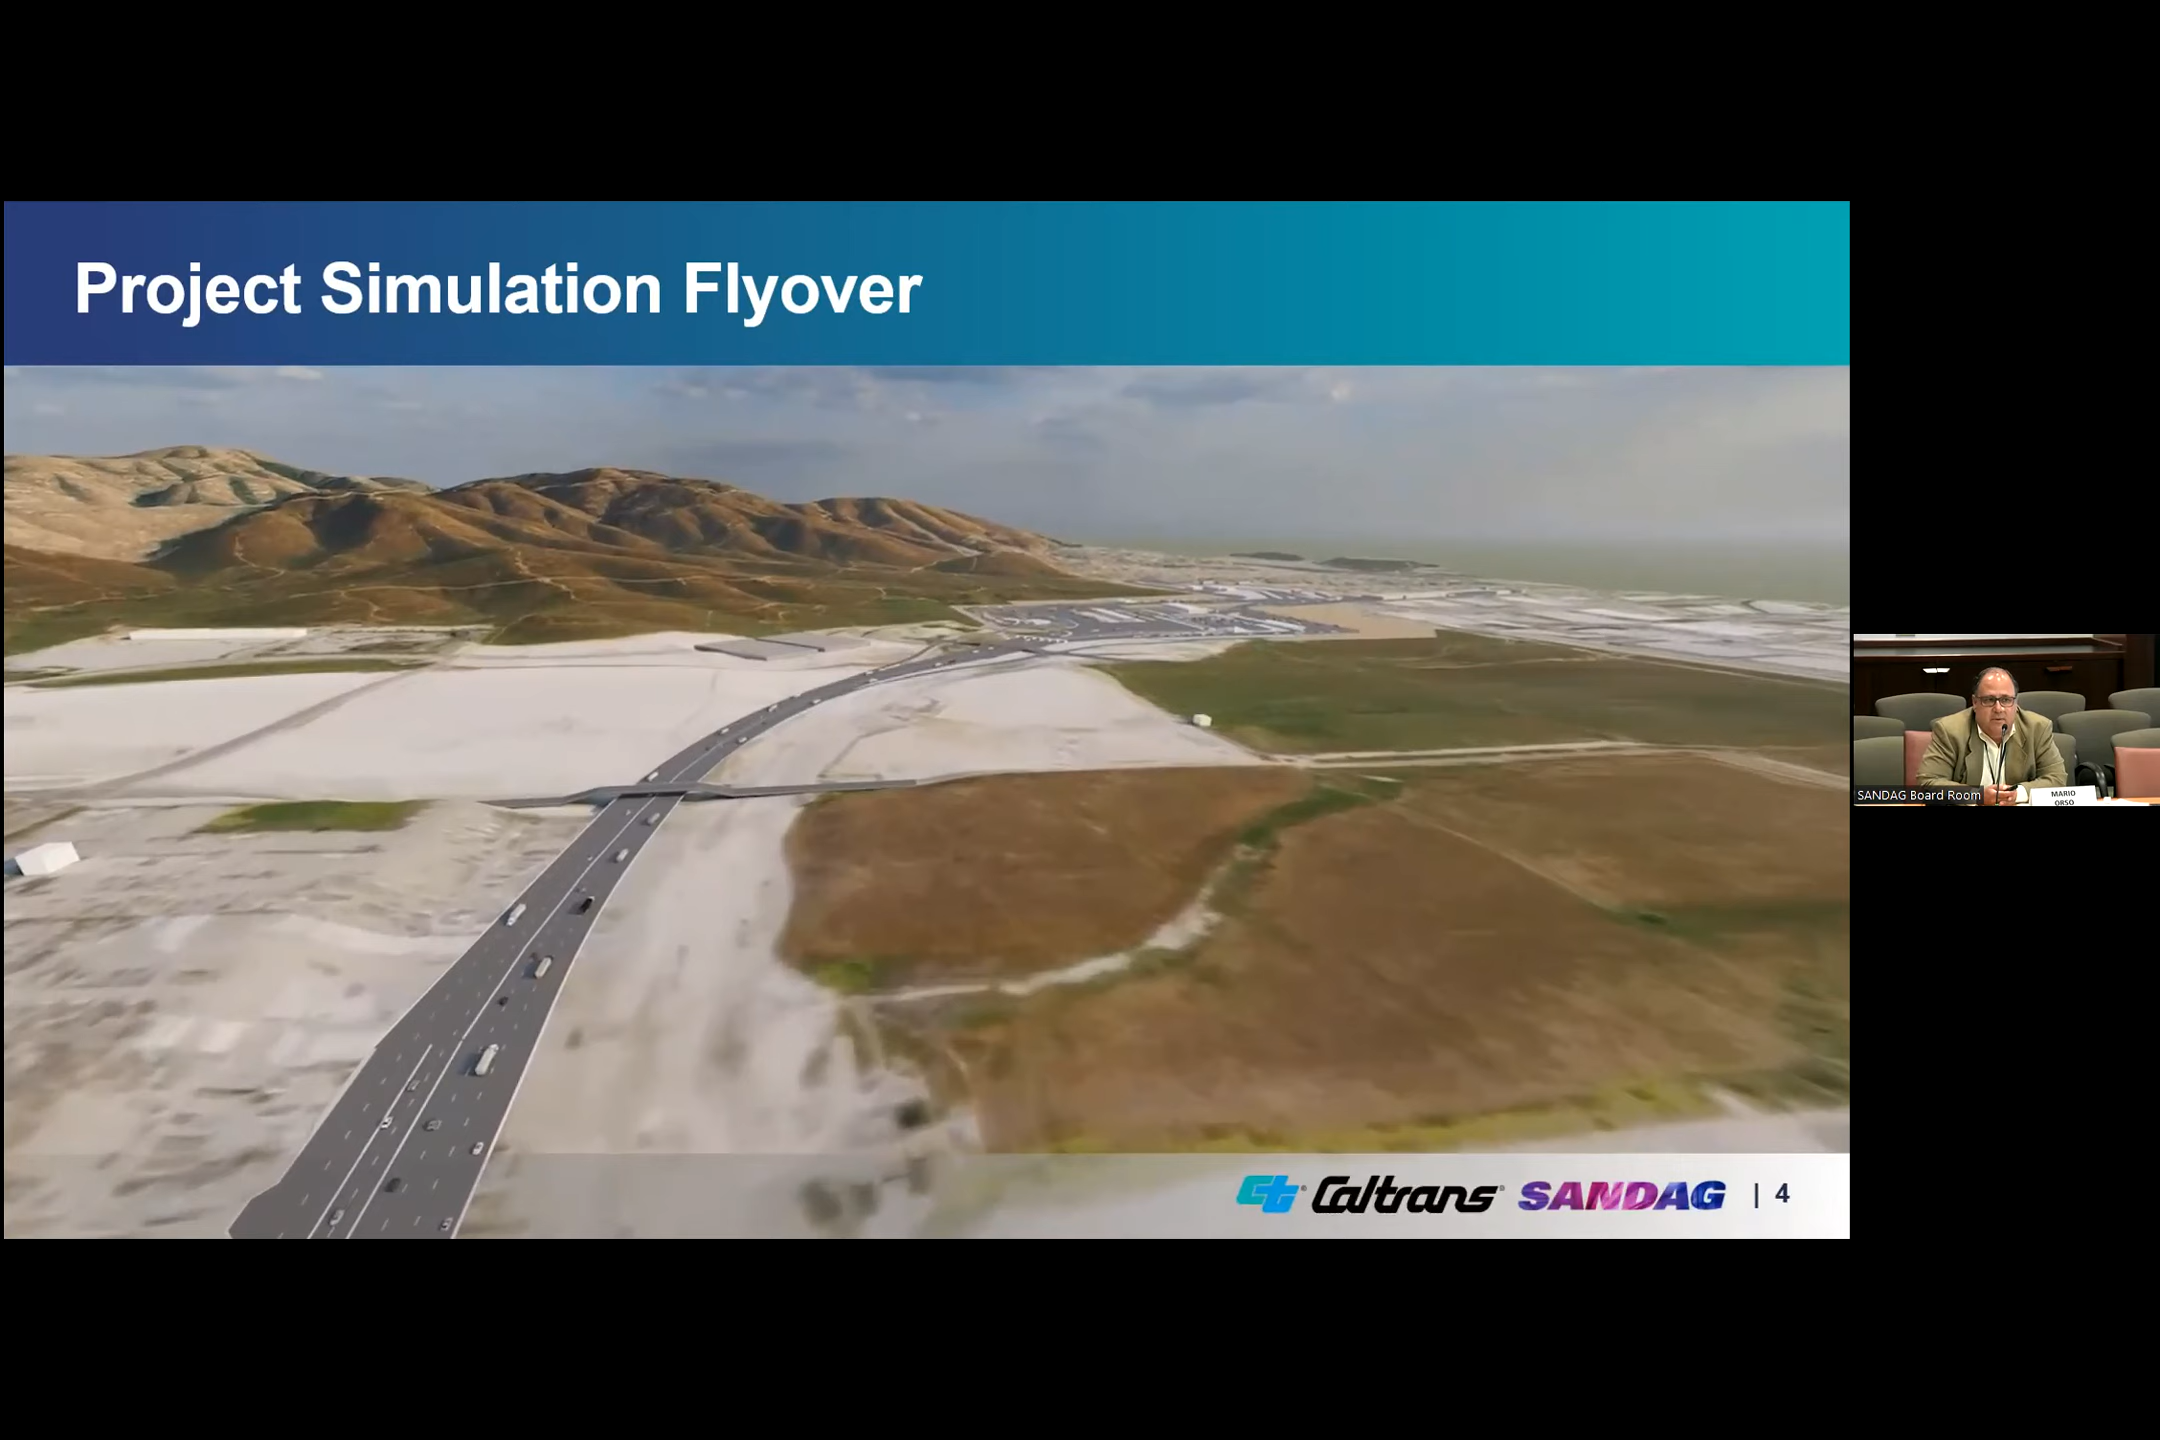 Project Simulation Flyover
Caltrans SANDAG | 4
SANDAG Board Room
MARIO
ORSO